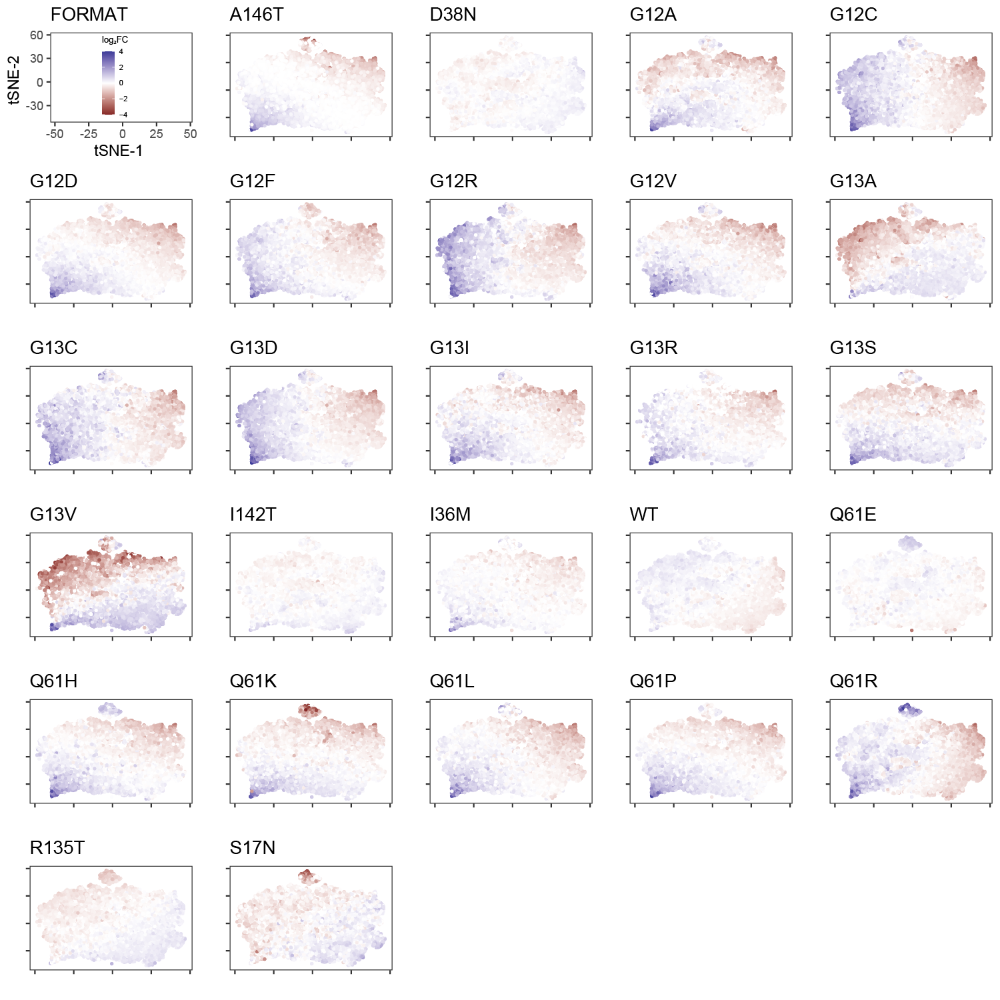 FORMAT
A146T
D38N
G12A
G12C
tSNE-2
60
30
0
-30
log₂FC
4
2
0
−2
−4
-50
-25
0
25
50
tSNE-1
G12D
G12F
G12R
G12V
G13A
G13C
G13D
G13I
G13R
G13S
G13V
I142T
I36M
WT
Q61E
Q61H
Q61K
Q61L
Q61P
Q61R
R135T
S17N